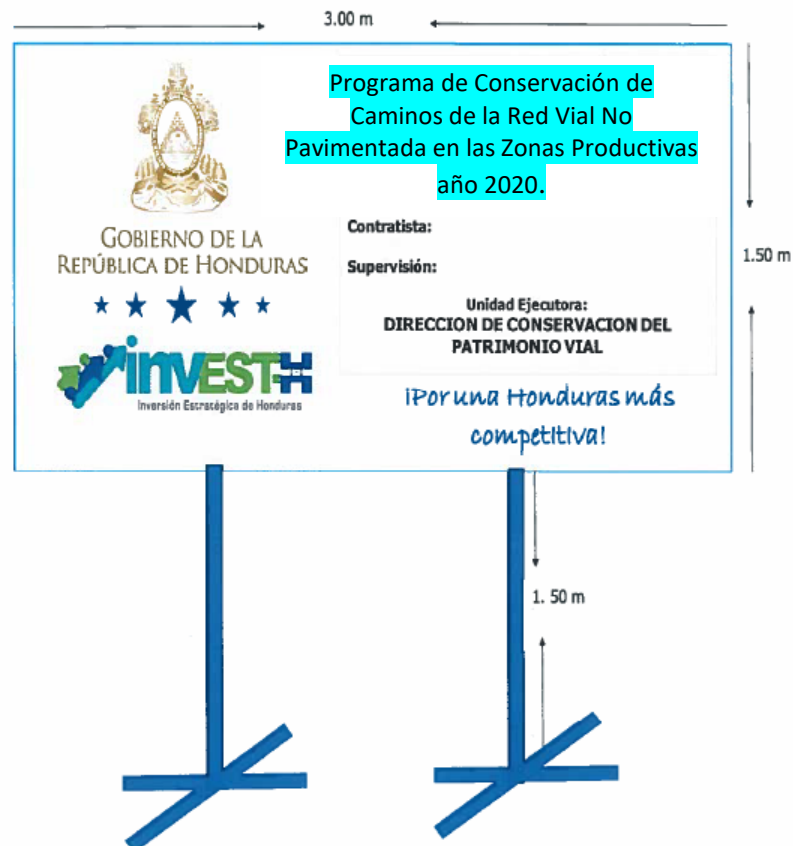 3.00 m
Programa de Conservación de
Caminos de la Red Vial No
Pavimentada en las Zonas Productivas
año 2020.
GOBIERNO DE LA
REPÚBLICA DE HONDURAS
INVEST-H
Inversión Estratégica de Honduras
Contratista:
Supervisión:
Unidad Ejecutora:
DIRECCION DE CONSERVACION DEL
PATRIMONIO VIAL
¡Por una Honduras más
competitiva!
1.50 m
1. 50 m